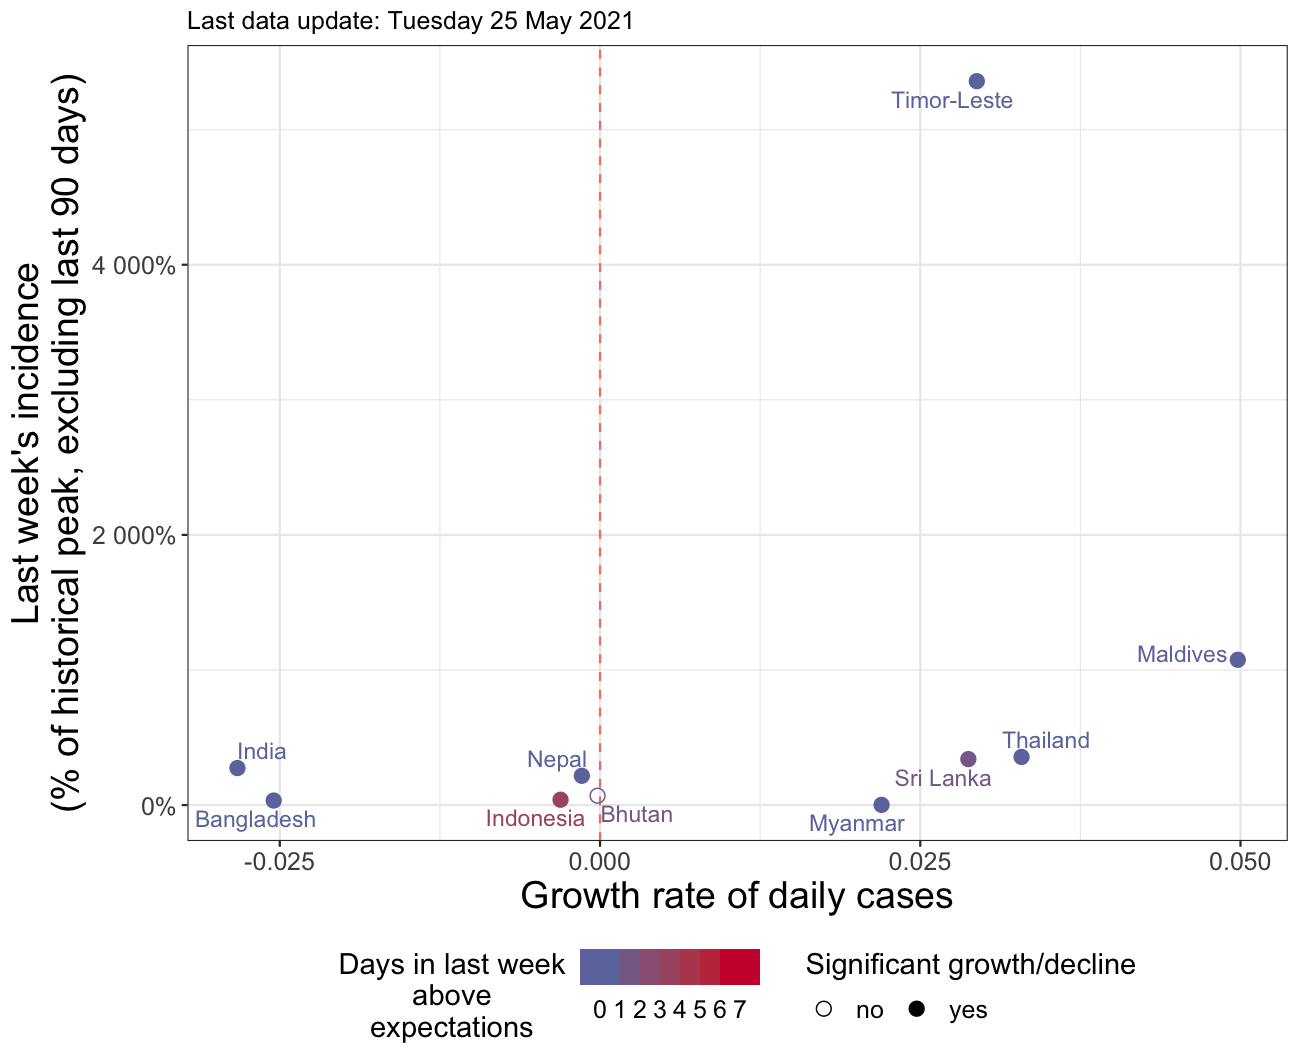 Last data update: Tuesday 25 May 2021
Last week's incidence
(% of historical peak, excluding last 90 days)
4 000%
2 000%
0%
Timor-Leste
Maldives
Thailand
India
Nepal
Sri Lanka
Bangladesh
Indonesia
Bhutan
Myanmar
-0.025
0.000
0.025
0.050
Growth rate of daily cases
Days in last week
above
expectations
0 1 2 3 4 5 6 7
Significant growth/decline
no
yes